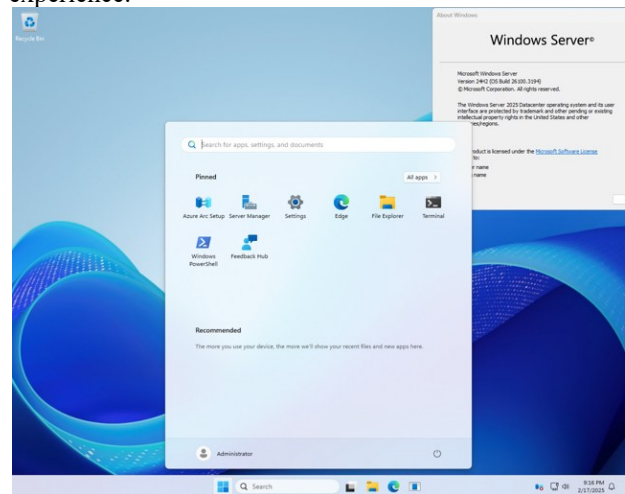 experience.
Recycle Bin
About Windows
Windows Server®
Microsoft Windows Server
Version 24H2 (OS Build 26100.3194)
© Microsoft Corporation. All rights reserved.
The Windows Server 2025 Datacenter operating system and its user
interface are protected by trademark and other pending or existing
intellectual property rights in the United States and other
es/regions.
oduct is licensed under the Microsoft Software License
to:
r name
name
Search for apps, settings, and documents
Pinned
All apps >
Azure Arc Setup Server Manager Settings Edge File Explorer Terminal
Windows Feedback Hub
PowerShell
Recommended
The more you use your device, the more we'll show your recent files and new apps here.
Administrator
Search
9:16 PM
2/17/2025